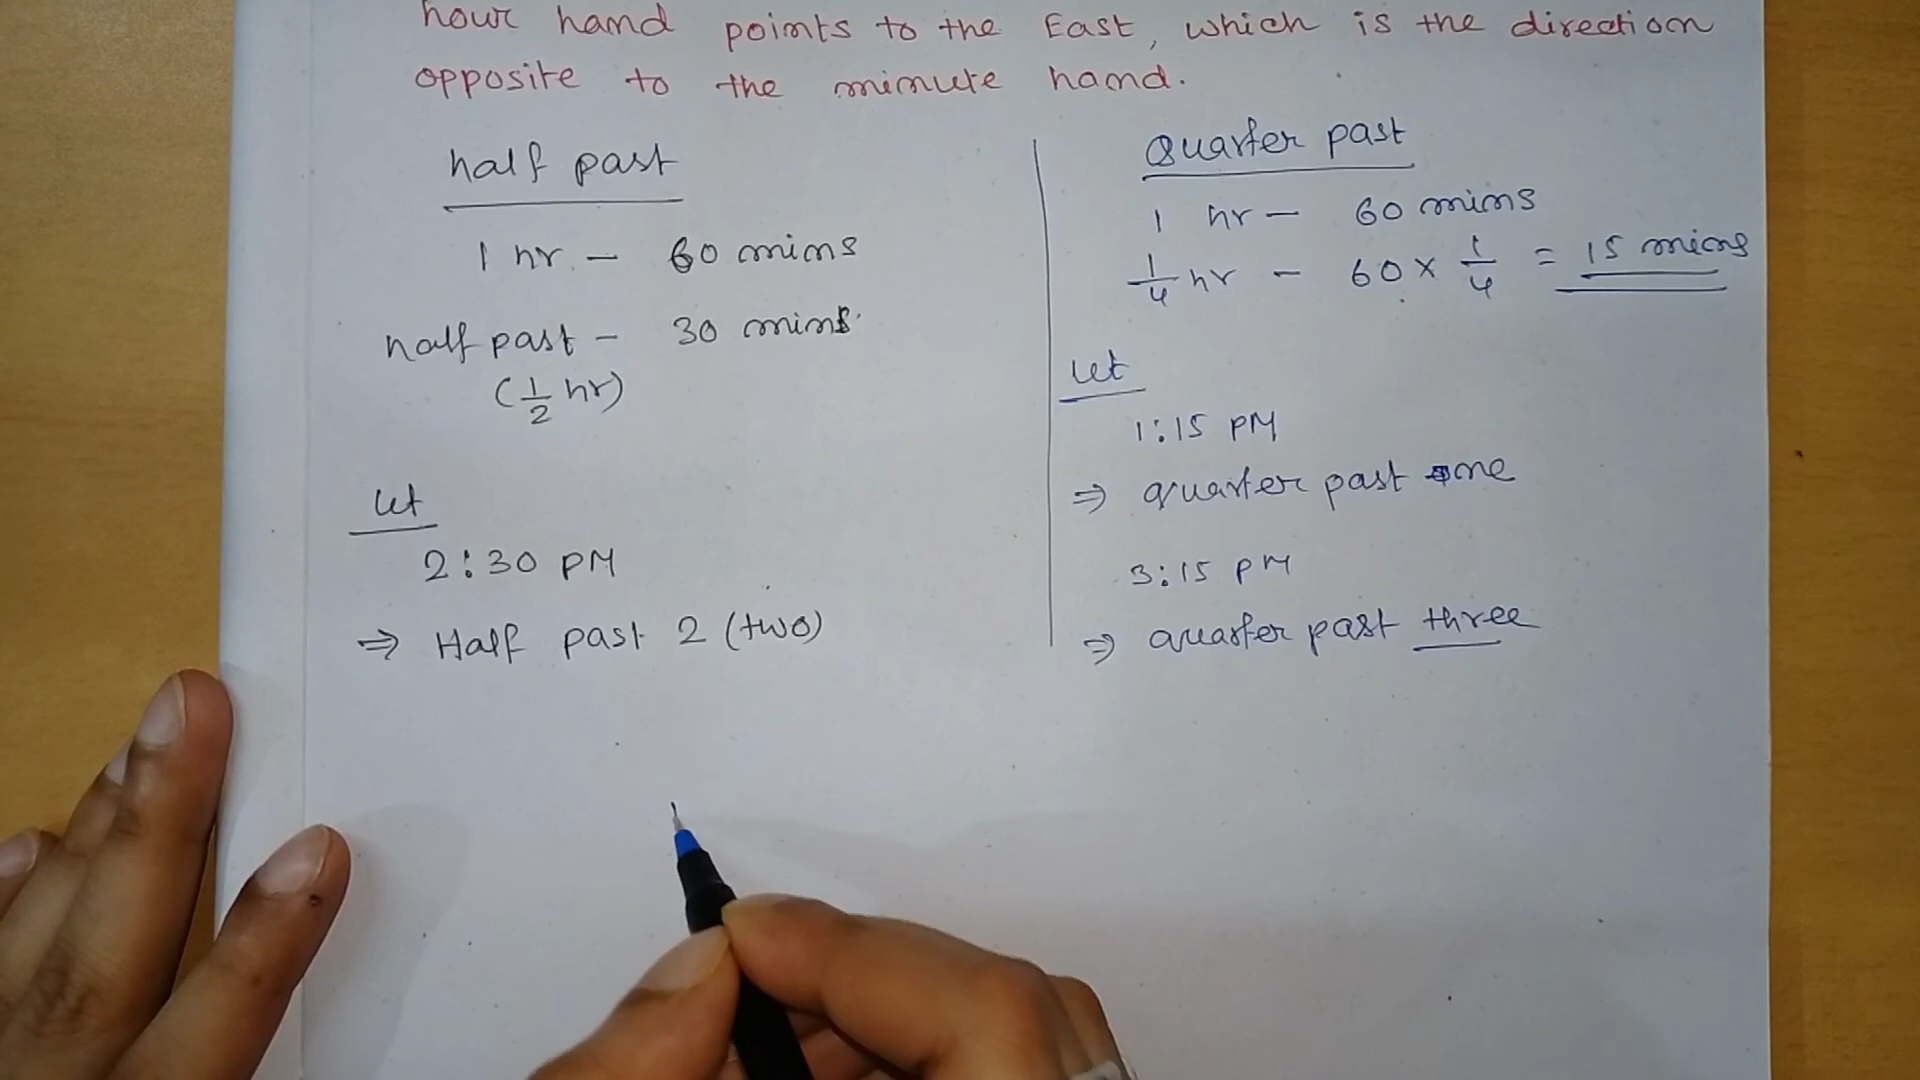 hour hand points to the East, which is the direction
opposite to the minute hand.
half past
1 hr - 60 mins
half past - 30 mins
(1/2 hr)
let
2:30 PM
⇒ Half past 2 (two)
Quarter past
1 hr - 60 mins
1/4 hr - 60 × 1/4 = 15 mins
let
1:15 PM
⇒ quarter past one
3:15 PM
⇒ quarter past three